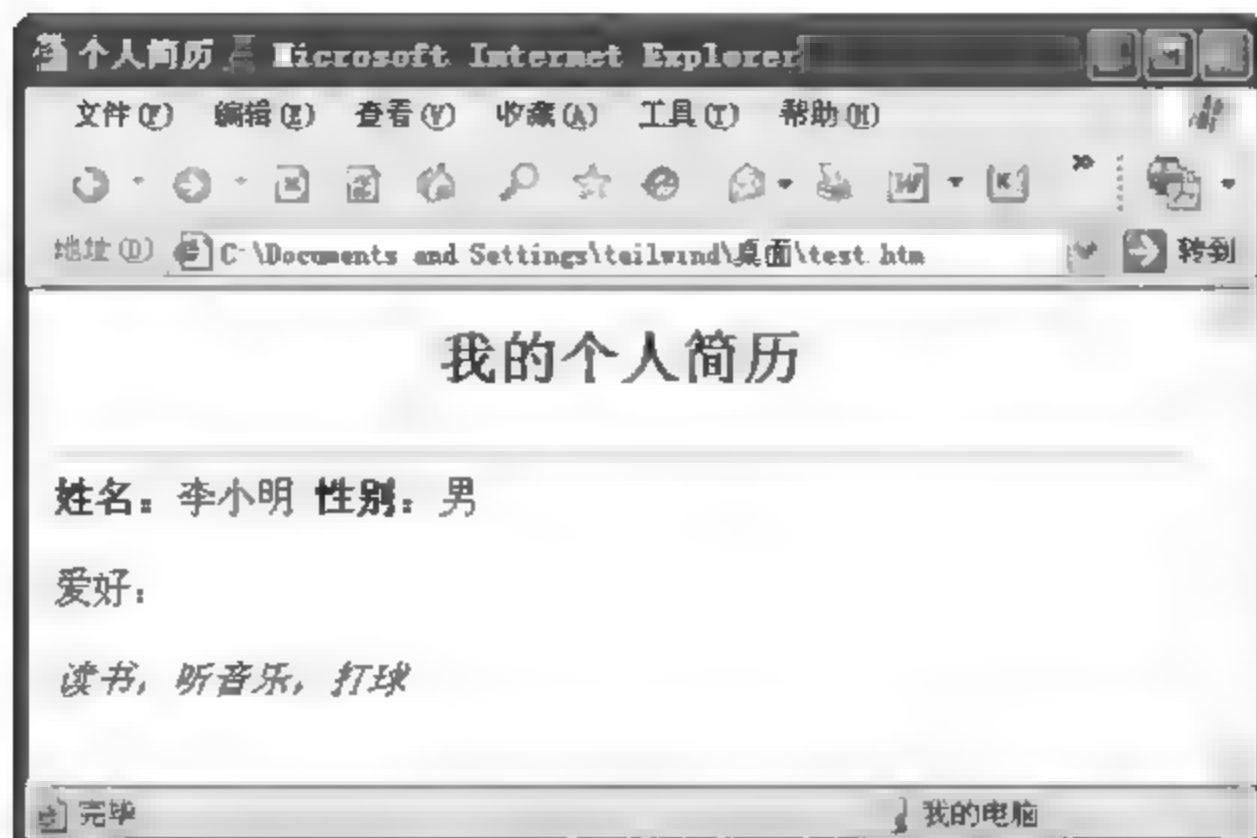 个人简历 Microsoft Internet Explorer
文件(F) 编辑(E) 查看(V) 收藏(A) 工具(T) 帮助(H)
地址(D) C:\Documents and Settings\tailwind\桌面\test.htm 转到
我的个人简历
姓名：李小明 性别：男
爱好：
读书，听音乐，打球
完毕 我的电脑